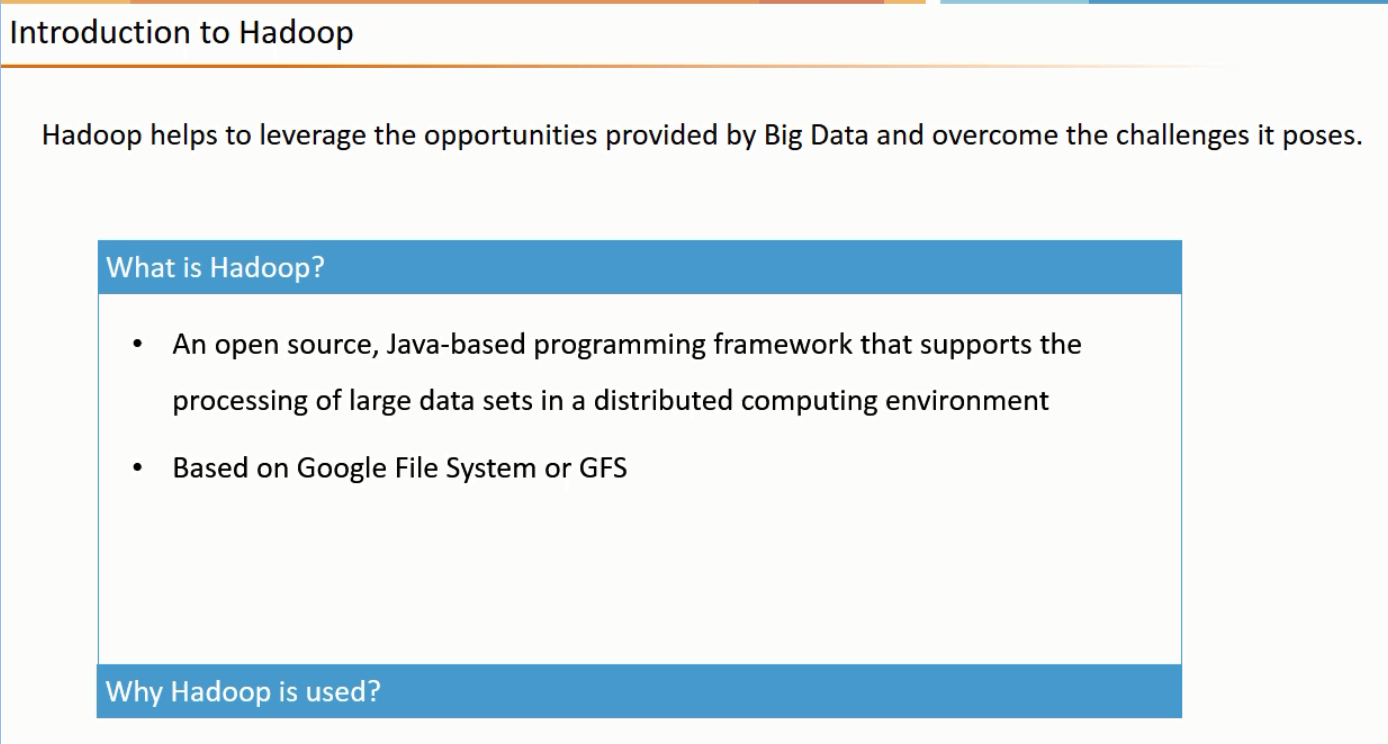 Introduction to Hadoop
Hadoop helps to leverage the opportunities provided by Big Data and overcome the challenges it poses.
What is Hadoop?
• An open source, Java-based programming framework that supports the
processing of large data sets in a distributed computing environment
• Based on Google File System or GFS
Why Hadoop is used?